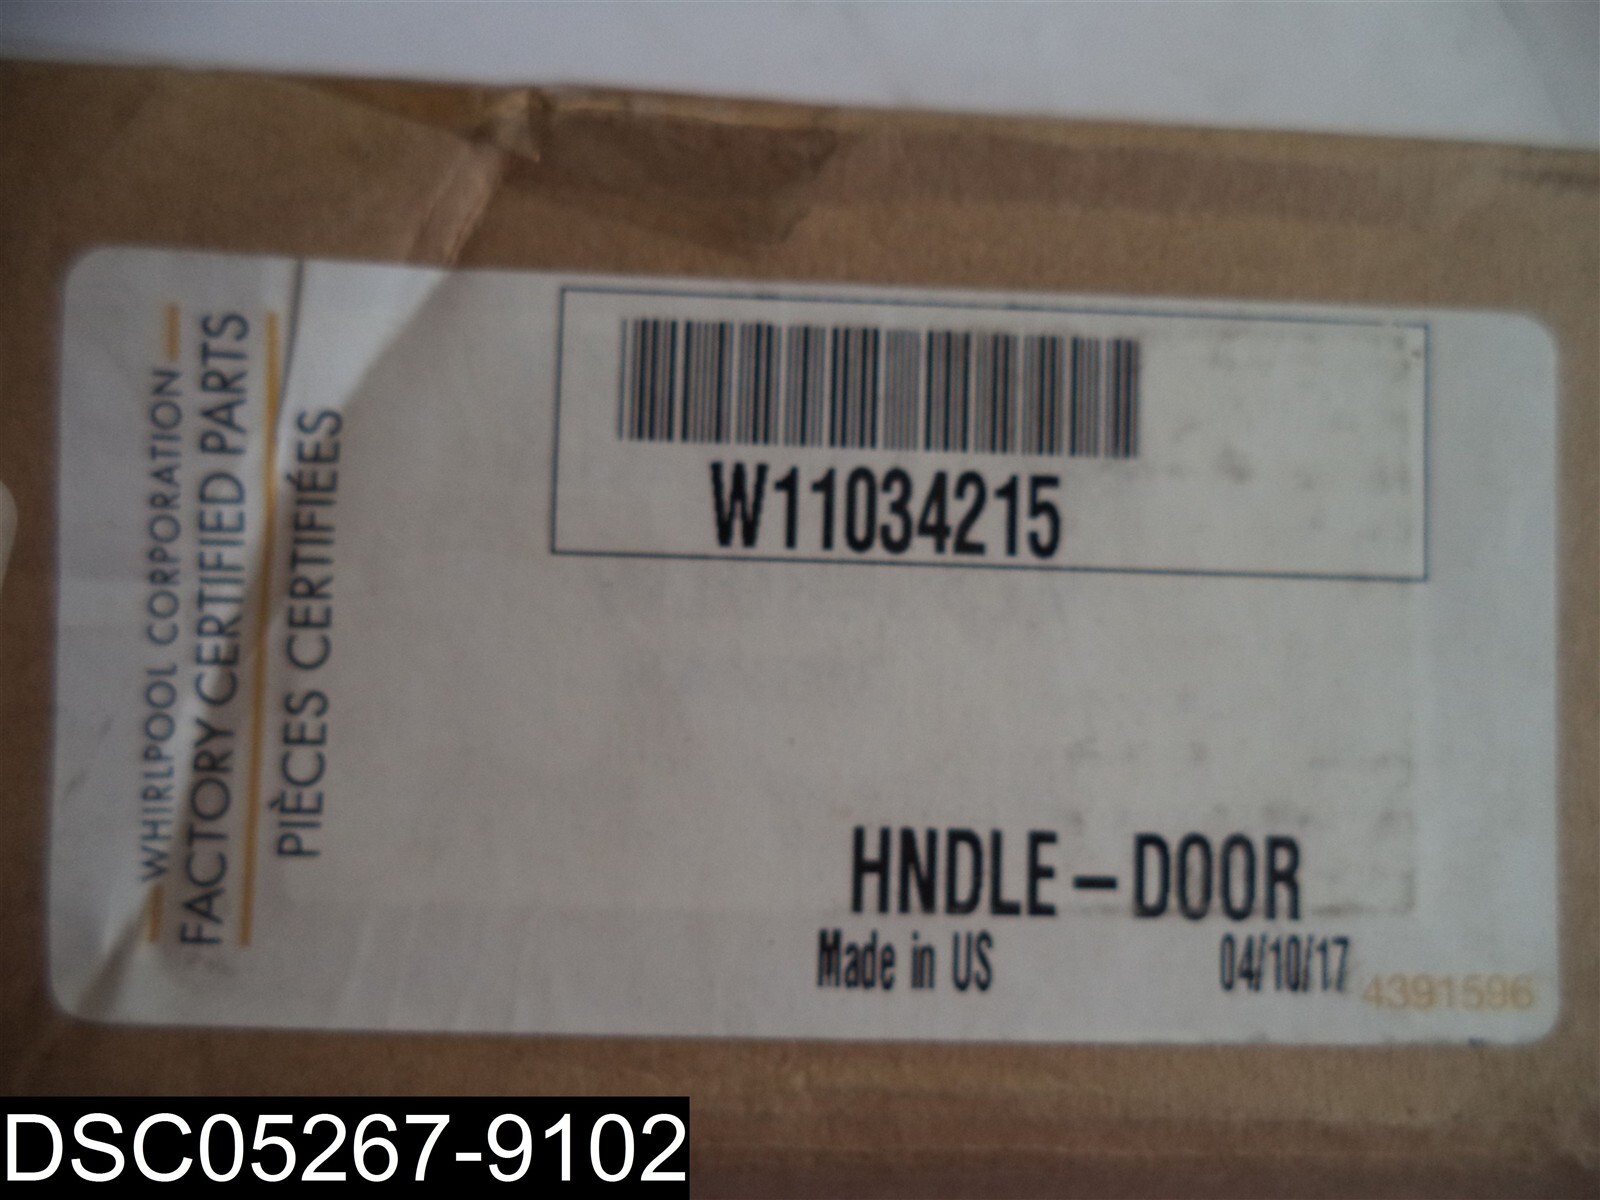 WHIRLPOOL CORPORATION
FACTORY CERTIFIED PARTS
PIÈCES CERTIFIÉES
W11034215
HNDLE-DOOR
Made in US 04/10/17
4391596
DSC05267-9102